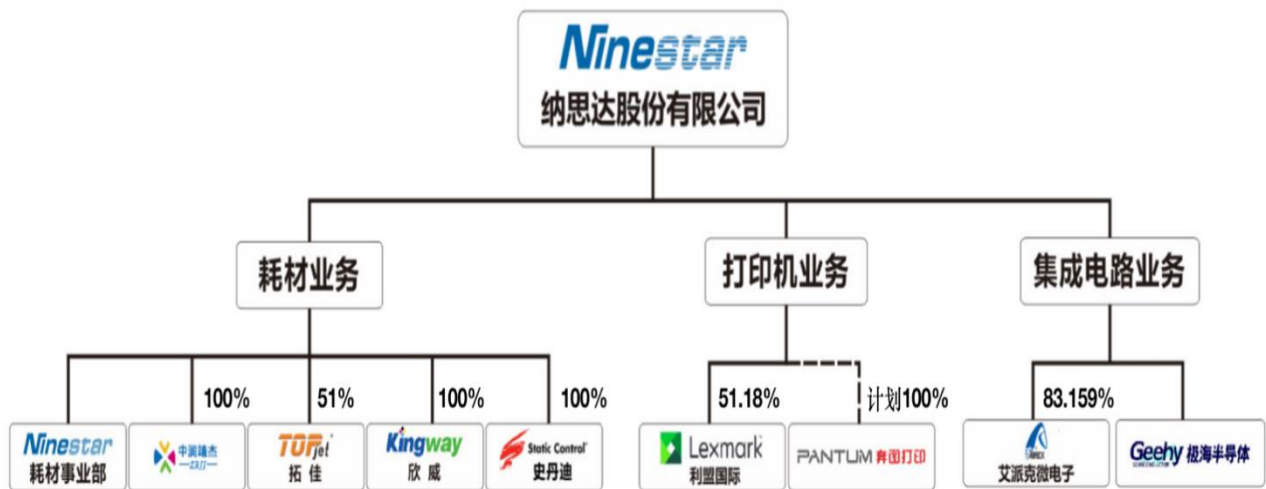 Ninestar
纳思达股份有限公司
耗材业务
打印机业务
集成电路业务
100%
51%
100%
100%
51.18%
计划100%
83.159%
Ninestar
耗材事业部
中润靖杰
ZRJJ
TOPjet
拓佳
Kingway
欣威
Static Control
史丹迪
Lexmark
利盟国际
PANTUM 奔图打印
艾派克微电子
Geehy 极海半导体